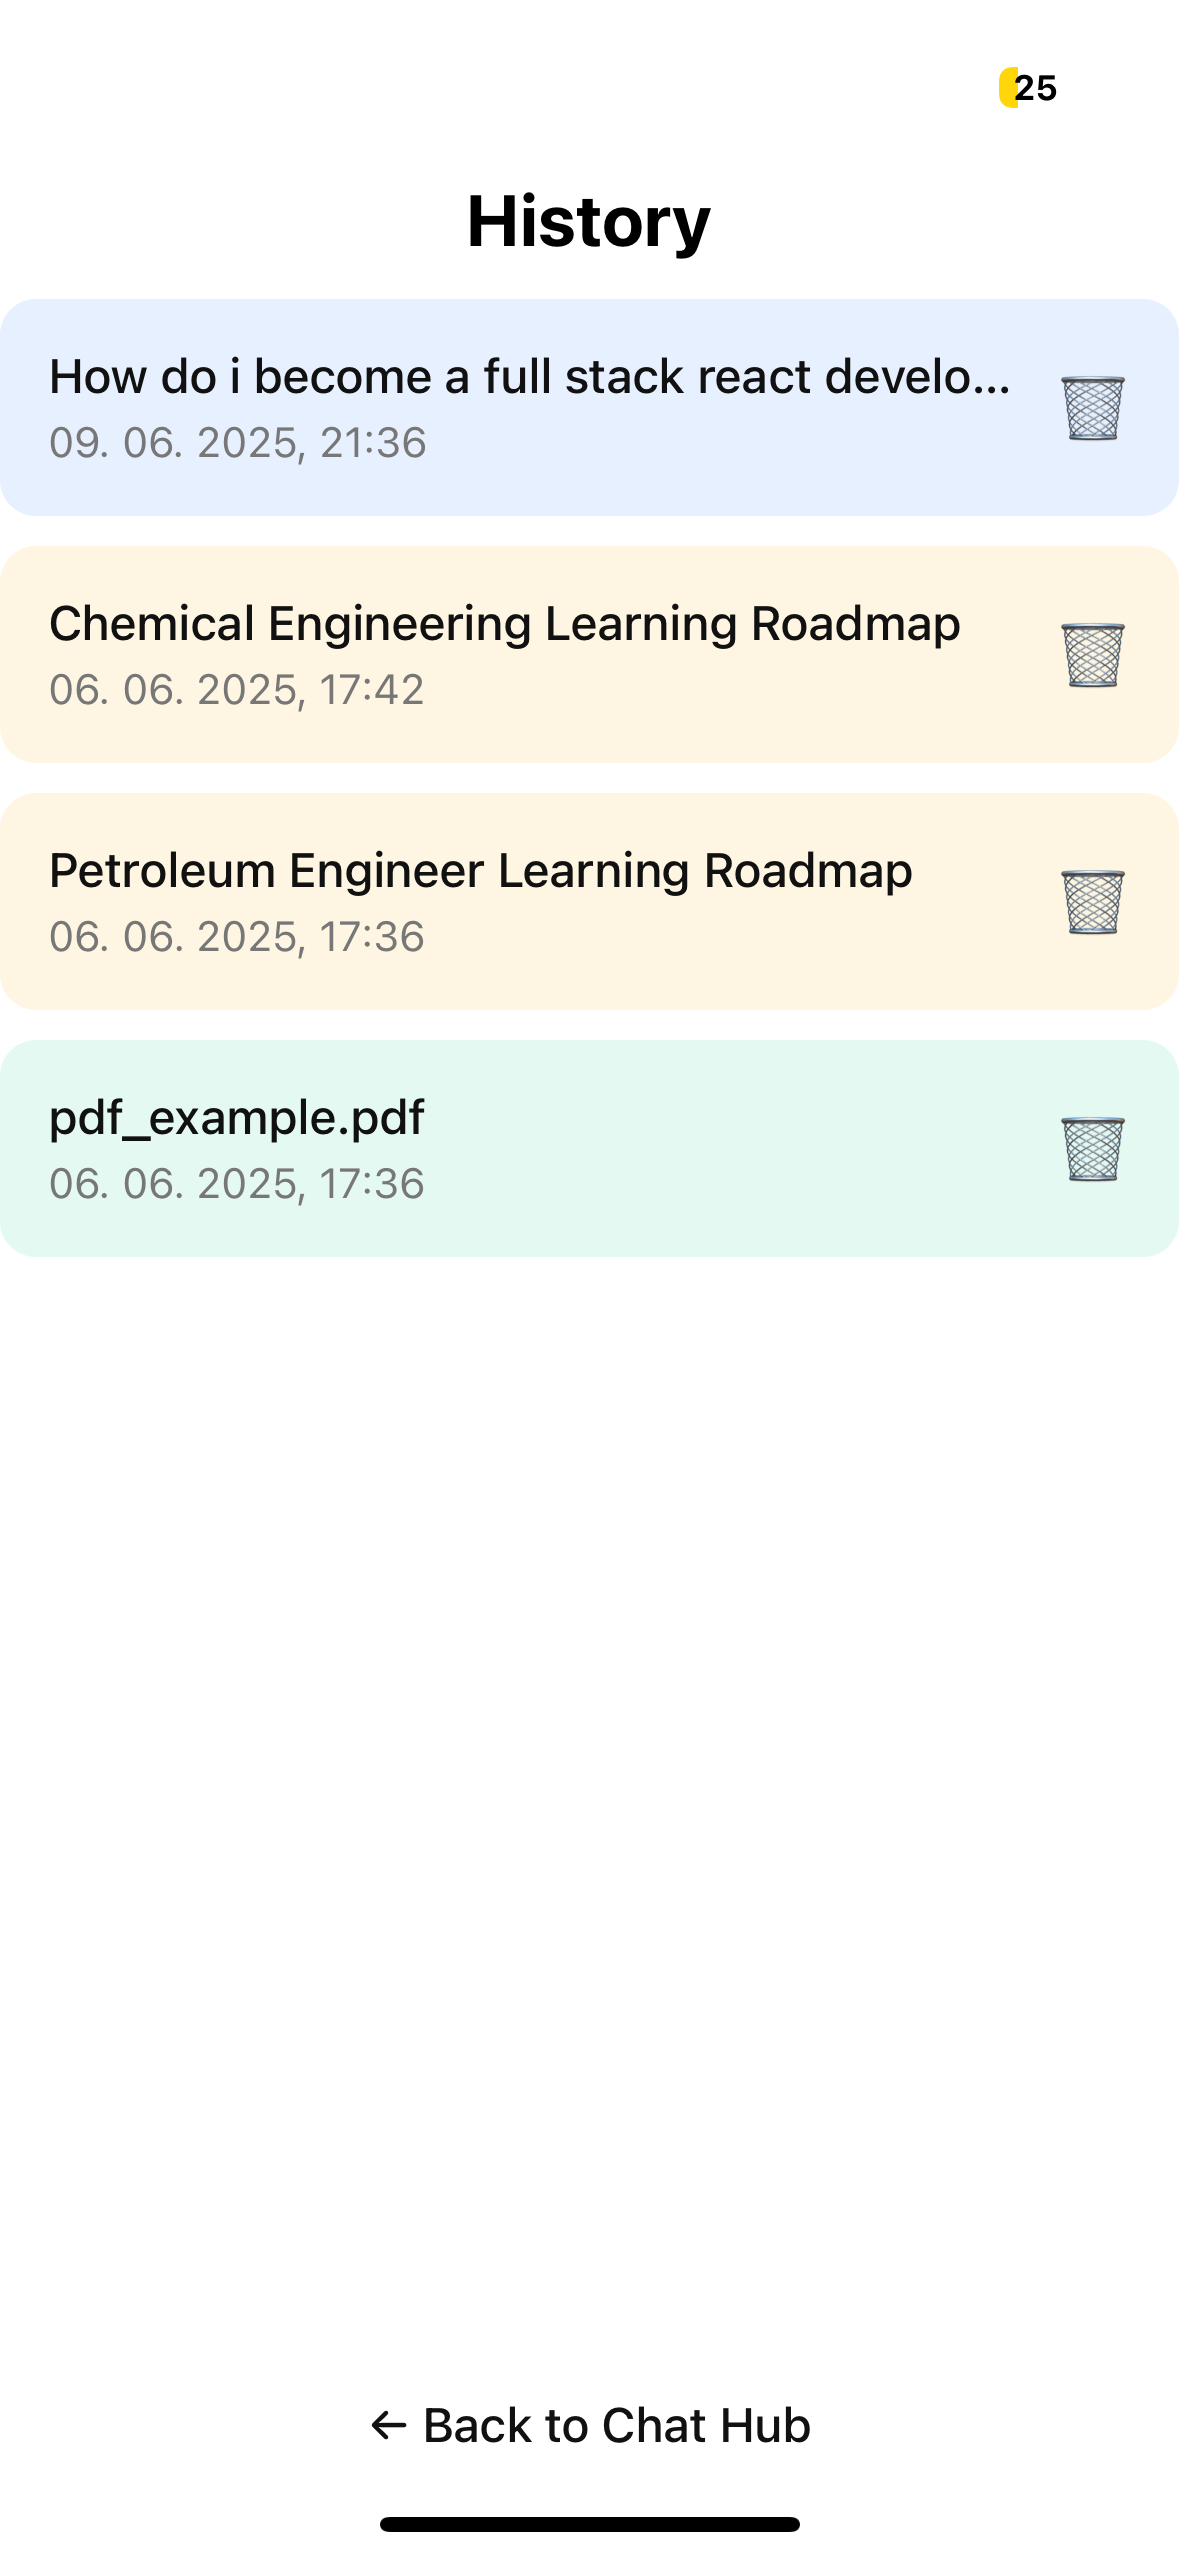 25
History
How do i become a full stack react develo...
09. 06. 2025, 21:36
Chemical Engineering Learning Roadmap
06. 06. 2025, 17:42
Petroleum Engineer Learning Roadmap
06. 06. 2025, 17:36
pdf_example.pdf
06. 06. 2025, 17:36
← Back to Chat Hub